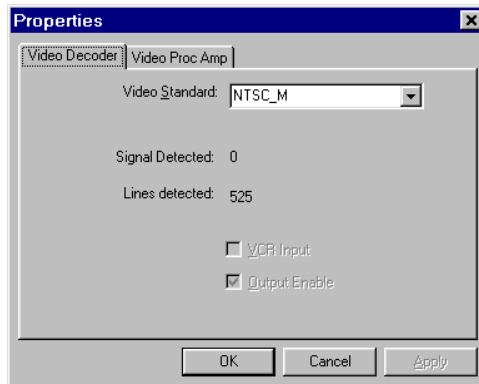 Properties
Video Decoder Video Proc Amp
Video Standard: NTSC_M
Signal Detected: 0
Lines detected: 525
VCR Input
Output Enable
OK Cancel Apply